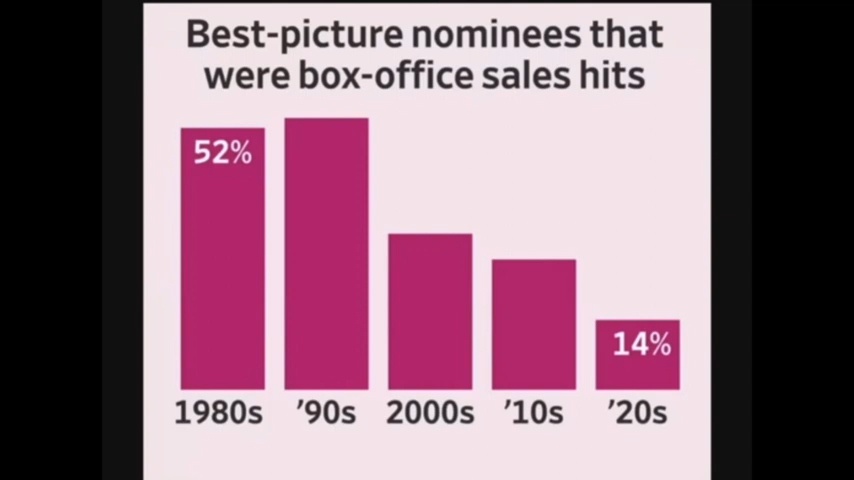 Best-picture nominees that
were box-office sales hits
52%
14%
1980s ’90s 2000s ’10s ’20s